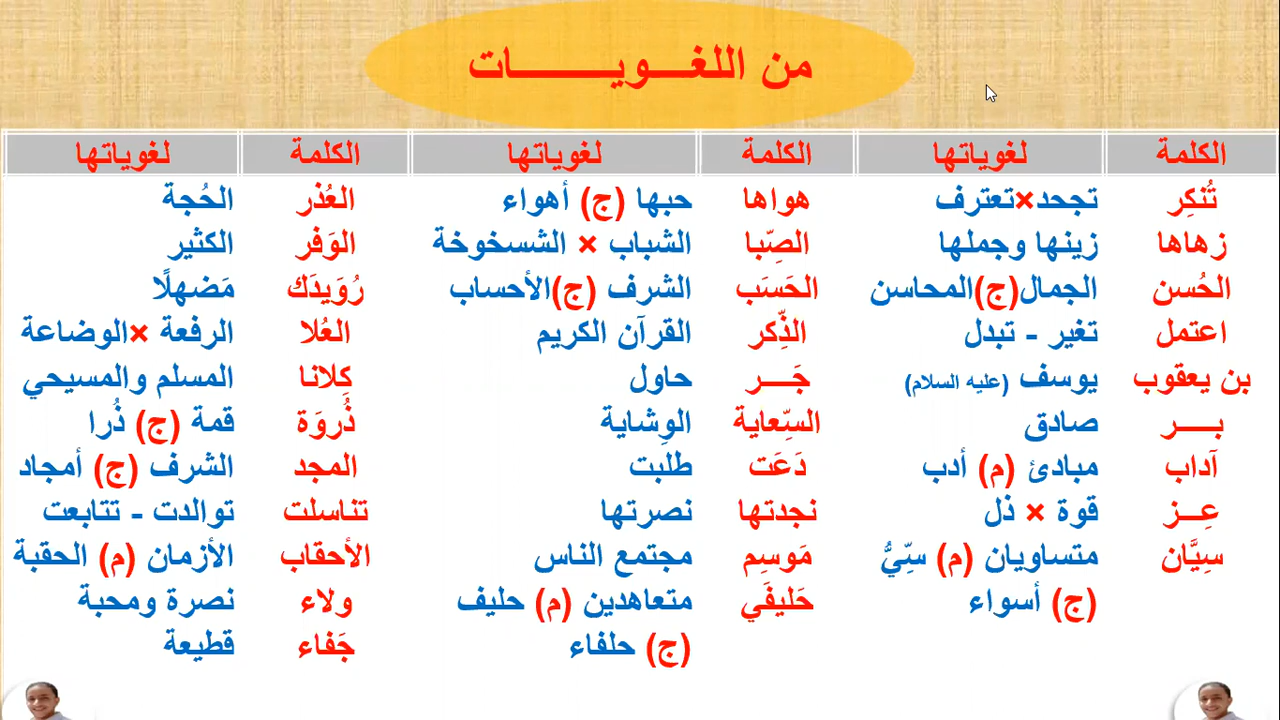 من اللغـــويـــــــــات
الكلمة لغوياتها الكلمة لغوياتها الكلمة لغوياتها
تُنكِر تجحد×تعترف هواها حبها (ج) أهواء العُذر الحُجة
زهاها زينها وجملها الصِّبا الشباب × الشسخوخة الوَفر الكثير
الحُسن الجمال(ج)المحاسن الحَسَب الشرف (ج)الأحساب رُوَيدَك مَضهلًا
اعتمل تغير - تبدل الذِّكر القرآن الكريم العُلا الرفعة ×الوضاعة
بن يعقوب يوسف (عليه السلام) جَـــر حاول كِلانا المسلم والمسيحي
بـــــر صادق السِّعاية الوِشاية ذُروَة قمة (ج) ذُرا
آداب مبادئ (م) أدب دَعَت طلبت المجد الشرف (ج) أمجاد
عِـــز قوة × ذل نجدتها نصرتها تناسلت توالدت - تتابعت
سِيَّان متساويان (م) سِّيُّ مَوسِم مجتمع الناس الأحقاب الأزمان (م) الحقبة
(ج) أسواء حَليفَي متعاهدين (م) حليف ولاء نصرة ومحبة
(ج) حلفاء جَفاء قطيعة